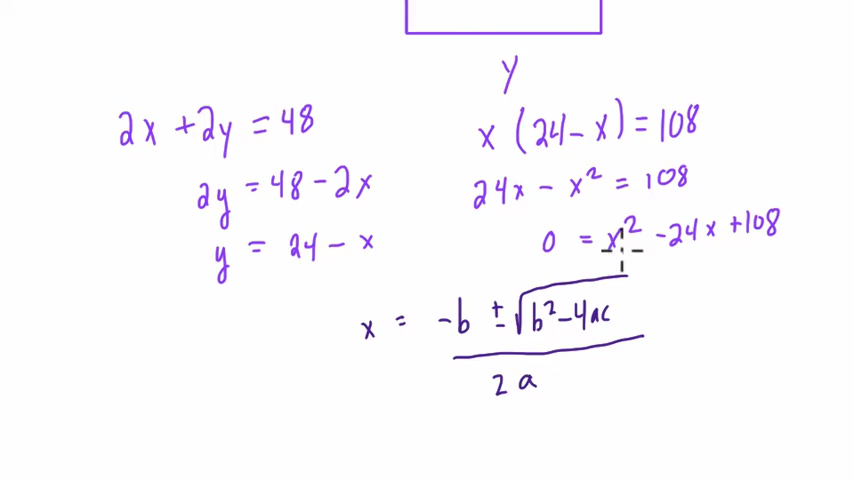 y
2x + 2y = 48
2y = 48 - 2x
y = 24 - x
x (24 - x) = 108
24x - x² = 108
0 = x² - 24x + 108
x = -b ± √b² - 4ac
2a